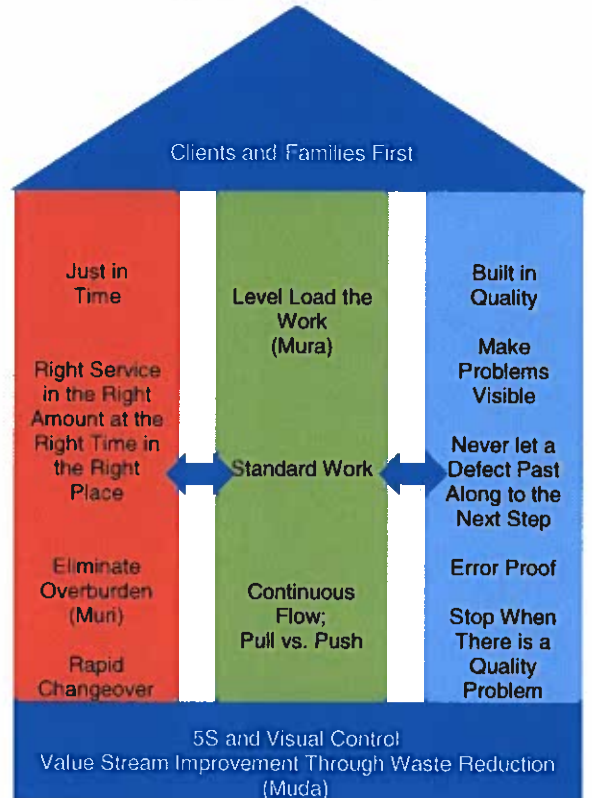 Clients and Families First
Just in
Time
Right Service
in the Right
Amount at the
Right Time in
the Right
Place
Eliminate
Overburden
(Muri)
Rapid
Changeover
Level Load the
Work
(Mura)
Standard Work
Continuous
Flow;
Pull vs. Push
Built in
Quality
Make
Problems
Visible
Never let a
Defect Past
Along to the
Next Step
Error Proof
Stop When
There is a
Quality
Problem
5S and Visual Control
Value Stream Improvement Through Waste Reduction
(Muda)